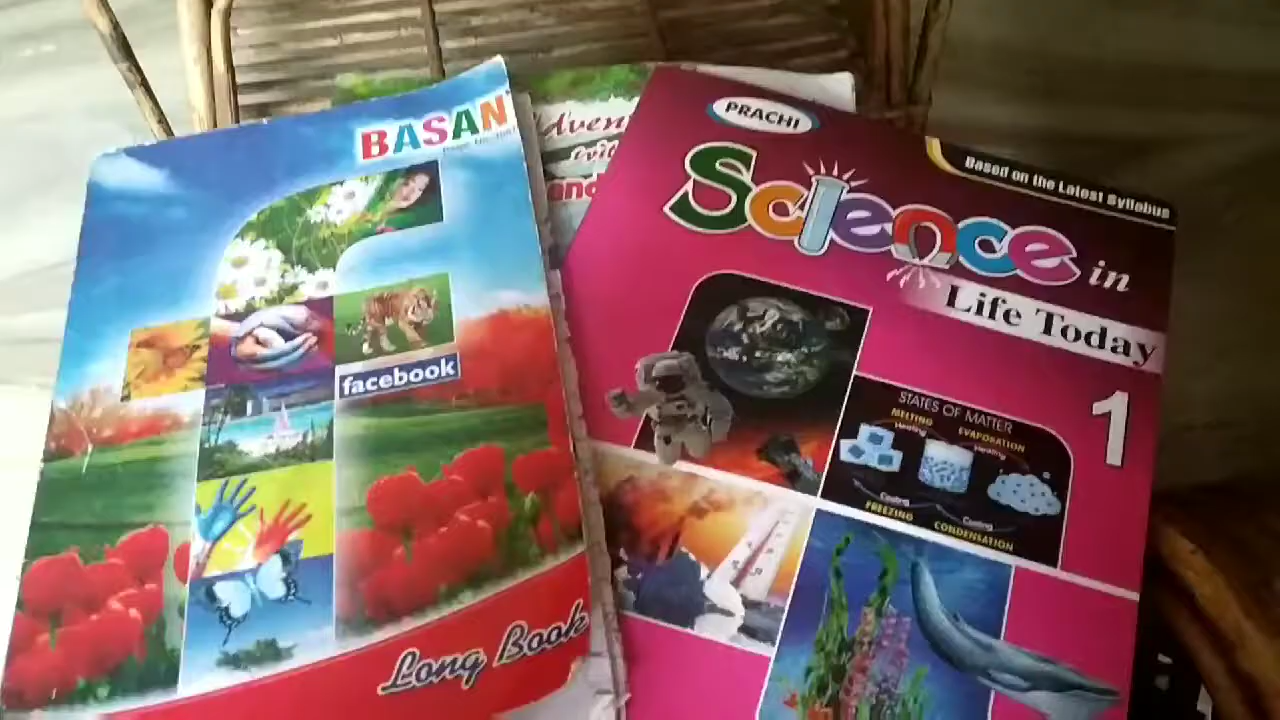 BASAN
facebook
Long Book
and
PRACHI
Science in
Life Today
1
Based on the Latest Syllabus
STATES OF MATTER
MELTING
Heating
EVAPORATION
Heating
Cooling
FREEZING
Cooling
CONDENSATION